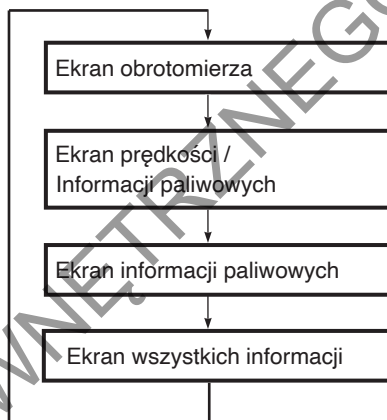 Ekran obrotomierza
Ekran prędkości /
Informacji paliwowych
Ekran informacji paliwowych
Ekran wszystkich informacji